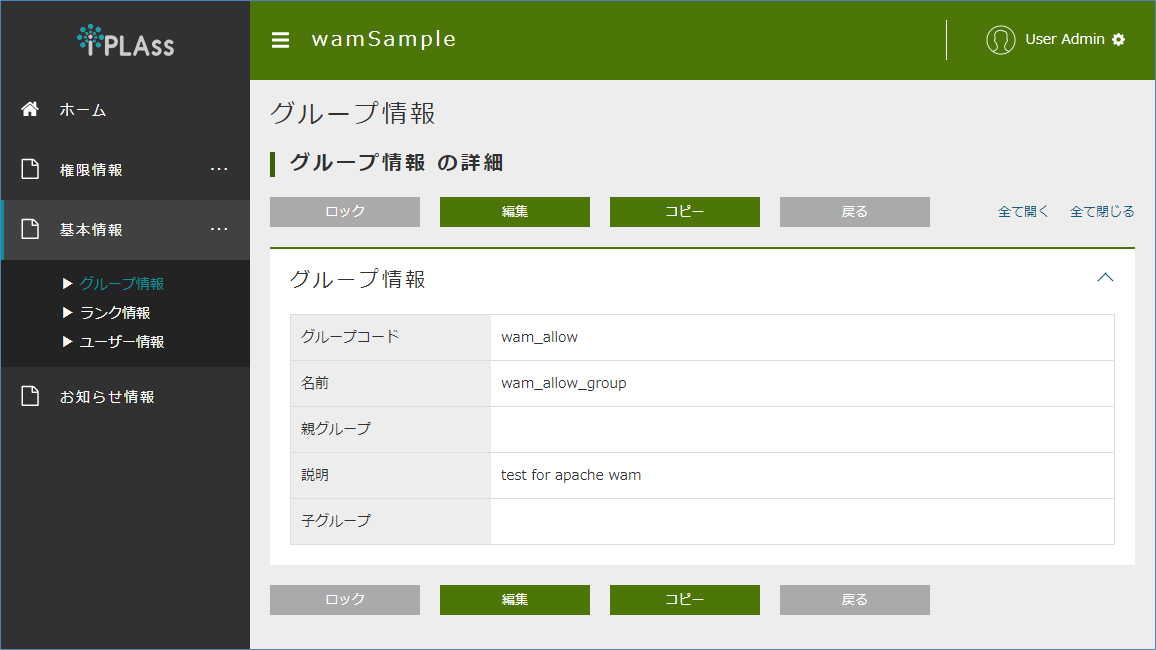 iPLAss
wamSample
User Admin
ホーム
権限情報 ...
基本情報 ...
▶ グループ情報
▶ ランク情報
▶ ユーザー情報
お知らせ情報
グループ情報
グループ情報 の詳細
ロック 編集 コピー 戻る 全て開く 全て閉じる
グループ情報
グループコード wam_allow
名前 wam_allow_group
親グループ
説明 test for apache wam
子グループ
ロック 編集 コピー 戻る